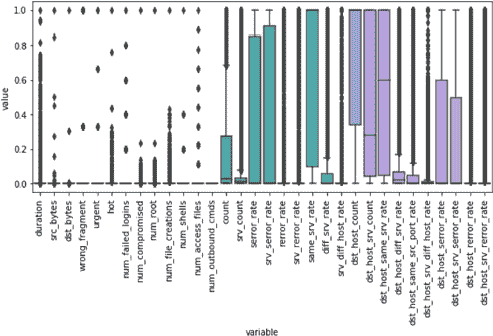 value
1.0
0.8
0.6
0.4
0.2
0.0
duration
src_bytes
dst_bytes
wrong_fragment
urgent
hot
num_failed_logins
num_compromised
num_root
num_file_creations
num_shells
num_access_files
num_outbound_cmds
count
srv_count
serror_rate
srv_serror_rate
rerror_rate
srv_rerror_rate
same_srv_rate
diff_srv_rate
srv_diff_host_rate
dst_host_count
dst_host_srv_count
dst_host_same_srv_rate
dst_host_diff_srv_rate
dst_host_same_src_port_rate
dst_host_srv_diff_host_rate
dst_host_serror_rate
dst_host_srv_serror_rate
dst_host_rerror_rate
dst_host_srv_rerror_rate
variable